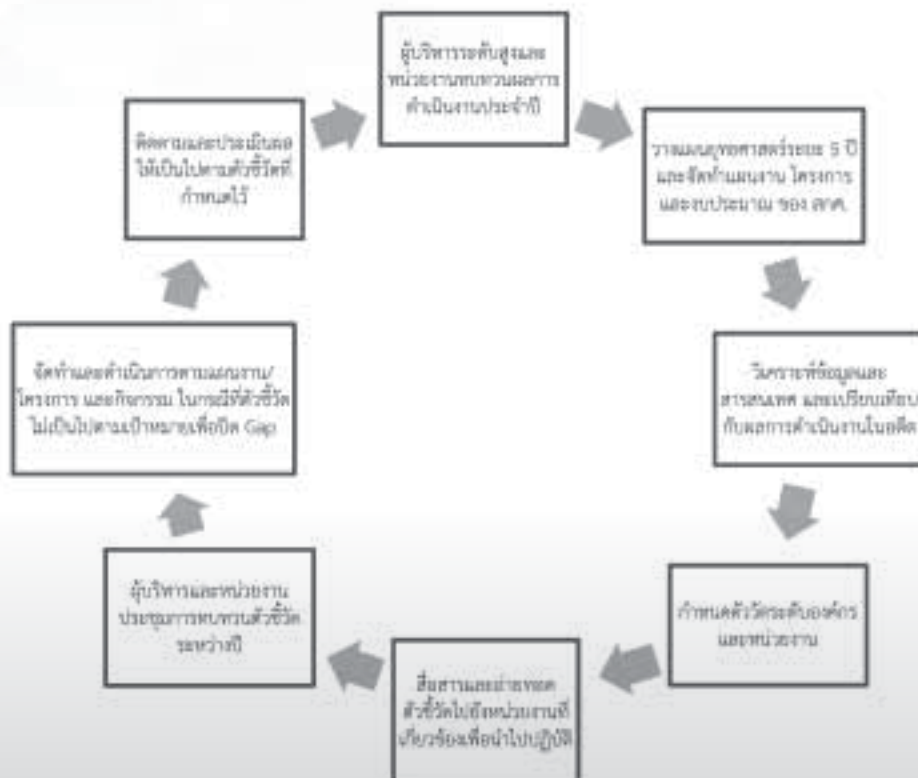 ผู้บริหารระดับสูงและ
หน่วยงานทบทวนผลการ
ดำเนินงานประจำปี
วางแผนยุทธศาสตร์ระยะ 5 ปี
และจัดทำแผนงาน โครงการ
และงบประมาณ ของ สกศ.
วิเคราะห์ข้อมูลและ
สารสนเทศ และเปรียบเทียบ
กับผลการดำเนินงานในอดีต
กำหนดตัววัดระดับองค์กร
และหน่วยงาน
สื่อสารและถ่ายทอด
ตัวชี้วัดไปยังหน่วยงานที่
เกี่ยวข้องเพื่อนำไปปฏิบัติ
ผู้บริหารและหน่วยงาน
ประชุมการทบทวนตัวชี้วัด
ระหว่างปี
จัดทำและดำเนินการตามแผนงาน/
โครงการ และกิจกรรม ในกรณีที่ตัวชี้วัด
ไม่เป็นไปตามเป้าหมายเพื่อปิด Gap
ติดตามและประเมินผล
ให้เป็นไปตามตัวชี้วัดที่
กำหนดไว้